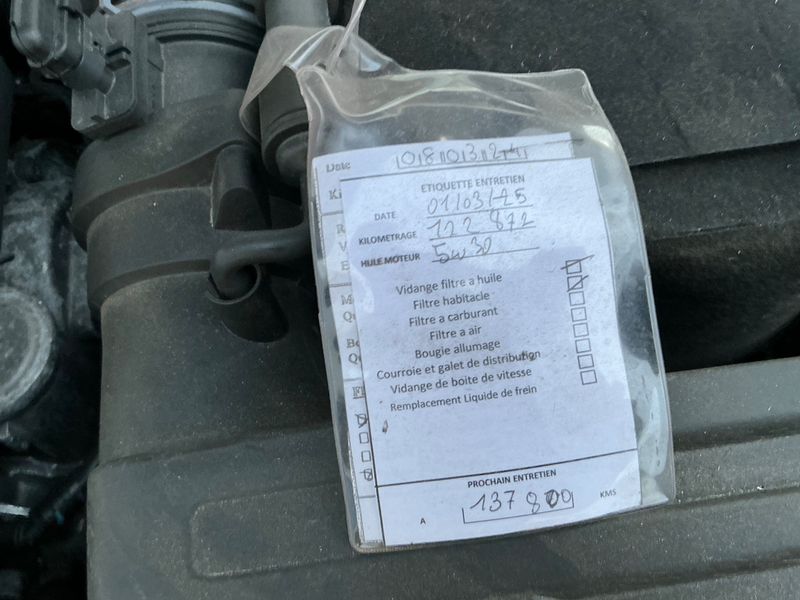 Date 08 03 24
ETIQUETTE ENTRETIEN
DATE 01/03/25
KILOMETRAGE 122 872
HUILE MOTEUR 5w30
Vidange filtre a huile
Filtre habitacle
Filtre a carburant
Filtre a air
Bougie allumage
Courroie et galet de distribution
Vidange de boite de vitesse
Remplacement Liquide de frein
PROCHAIN ENTRETIEN
A 137 800 KMS